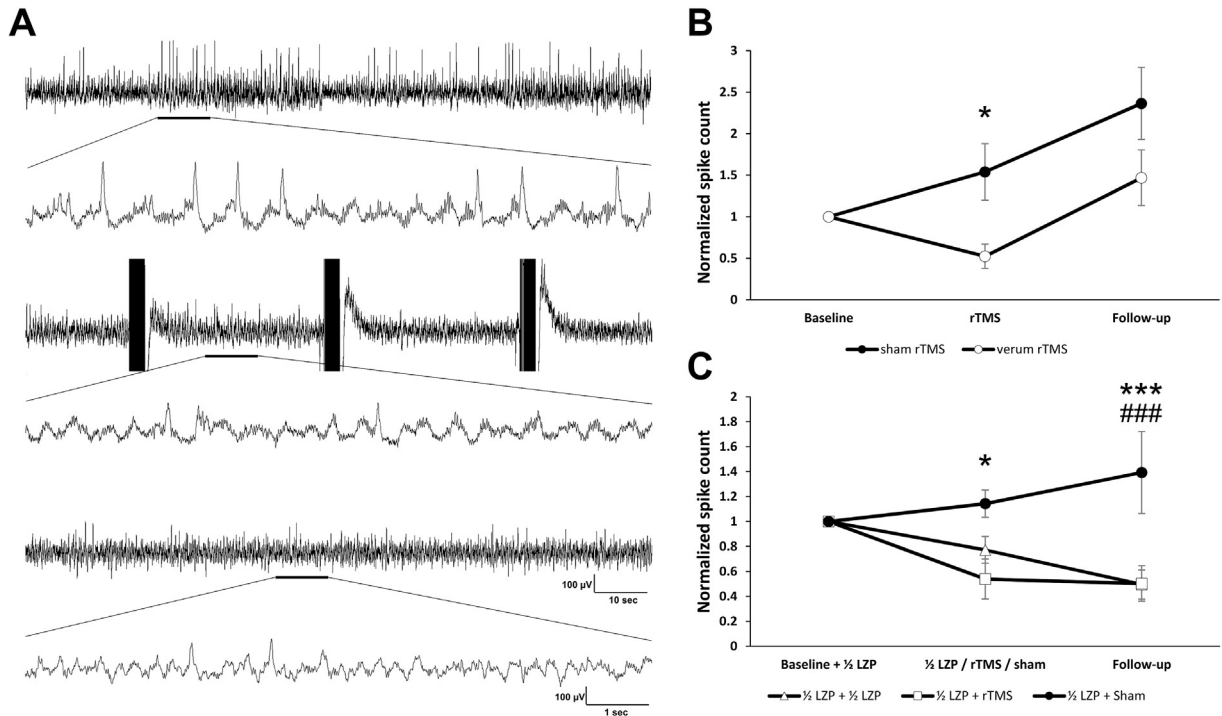 A
100 μV
10 sec
100 μV
1 sec
B
Normalized spike count
3
2.5
2
1.5
1
0.5
0
*
Baseline
rTMS
Follow-up
sham rTMS
verum rTMS
C
Normalized spike count
2
1.8
1.6
1.4
1.2
1
0.8
0.6
0.4
0.2
0
*
***
###
Baseline + ½ LZP
½ LZP / rTMS / sham
Follow-up
½ LZP + ½ LZP
½ LZP + rTMS
½ LZP + Sham